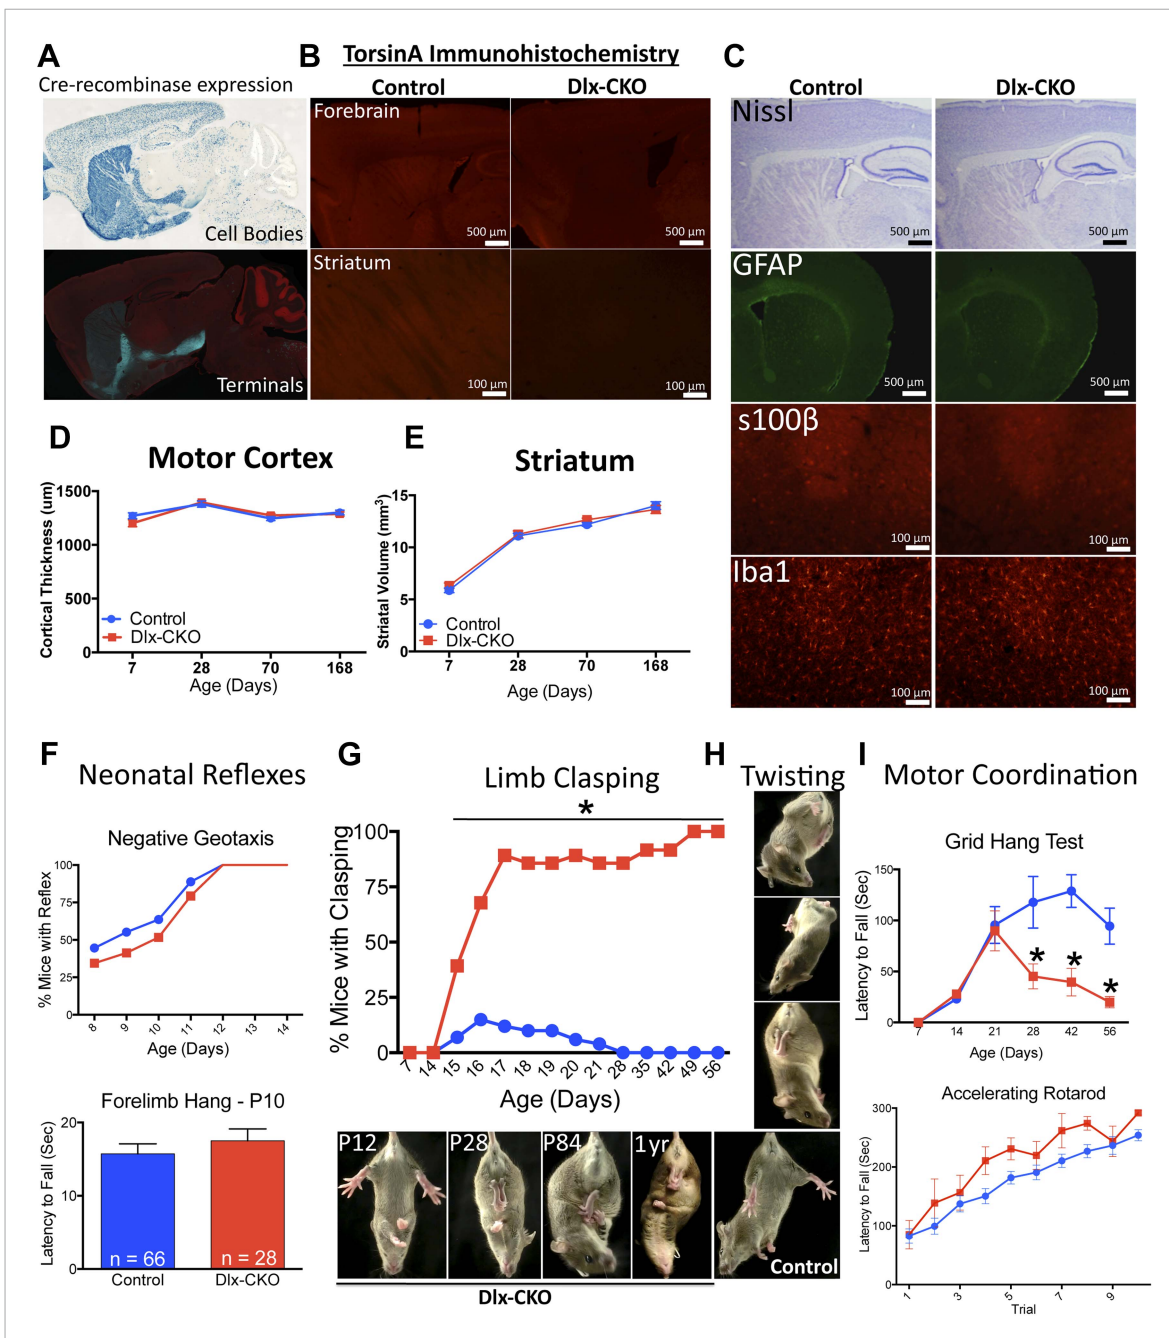 A
Cre-recombinase expression
Cell Bodies
Terminals
B
TorsinA Immunohistochemistry
Control
Dlx-CKO
Forebrain
500 µm
500 µm
Striatum
100 µm
100 µm
C
Control
Dlx-CKO
Nissl
500 µm
500 µm
GFAP
500 µm
500 µm
s100β
100 µm
100 µm
Iba1
100 µm
100 µm
D
Motor Cortex
Cortical Thickness (um)
1500
1000
500
0
Control
Dlx-CKO
7 28 70 168
Age (Days)
E
Striatum
Striatal Volume (mm³)
15
10
5
0
Control
Dlx-CKO
7 28 70 168
Age (Days)
F
Neonatal Reflexes
Negative Geotaxis
% Mice with Reflex
100
75
50
25
0
8 9 10 11 12 13 14
Age (Days)
Forelimb Hang - P10
Latency to Fall (Sec)
20
10
0
n = 66
n = 28
Control
Dlx-CKO
G
Limb Clasping
*
% Mice with Clasping
100
75
50
25
0
7 14 15 16 17 18 19 20 21 28 35 42 49 56
Age (Days)
P12
P28
P84
1yr
Control
Dlx-CKO
H
Twisting
I
Motor Coordination
Grid Hang Test
Latency to Fall (Sec)
150
100
50
0
* * *
7 14 21 28 42 56
Age (Days)
Accelerating Rotarod
Latency to Fall (Sec)
300
200
100
0
1 3 5 7 9
Trial